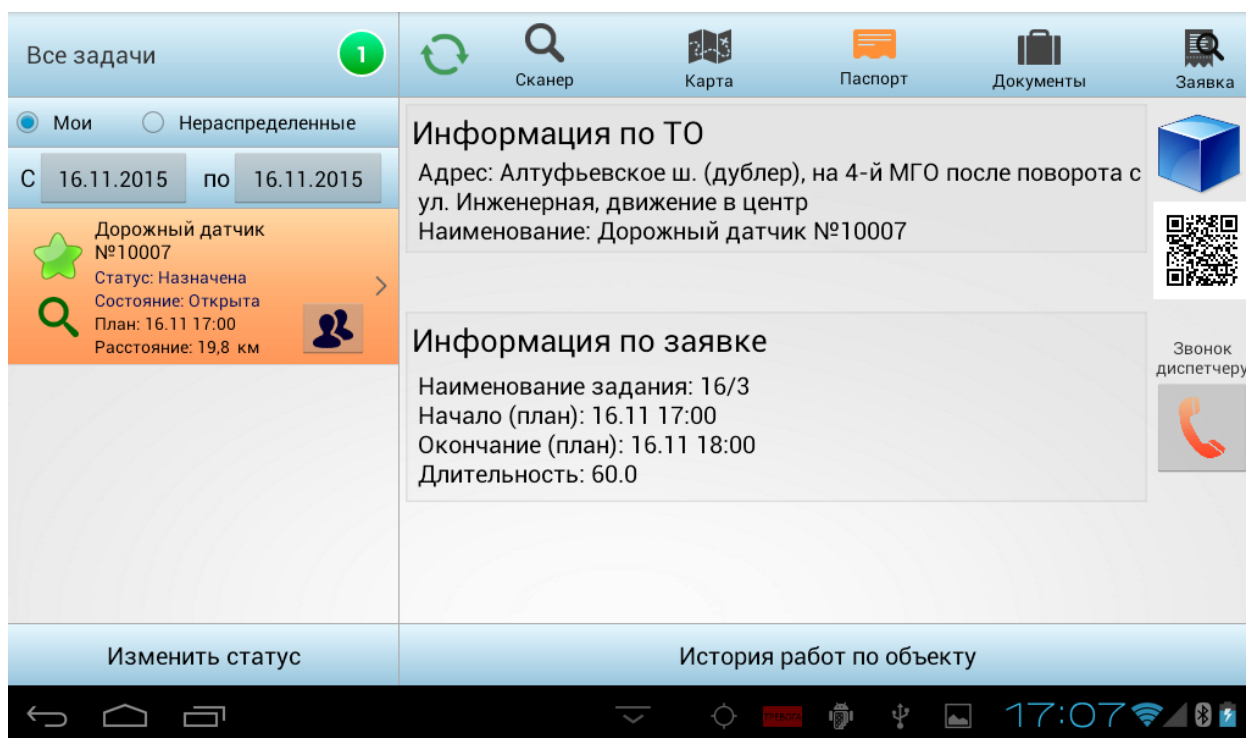 Все задачи
1
Сканер
Карта
Паспорт
Документы
Заявка
Мои
Нераспределенные
С 16.11.2015 по 16.11.2015
Дорожный датчик
№10007
Статус: Назначена
Состояние: Открыта
План: 16.11 17:00
Расстояние: 19,8 км
Информация по ТО
Адрес: Алтуфьевское ш. (дублер), на 4-й МГО после поворота с
ул. Инженерная, движение в центр
Наименование: Дорожный датчик №10007
Информация по заявке
Наименование задания: 16/3
Начало (план): 16.11 17:00
Окончание (план): 16.11 18:00
Длительность: 60.0
Звонок
диспетчеру
Изменить статус
История работ по объекту
ТРЕВОГА
17:07